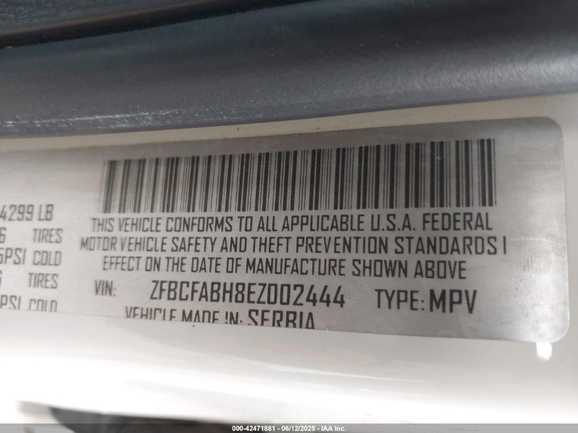 4299 LB
TIRES
PSI COLD
TIRES
PSI COLD
THIS VEHICLE CONFORMS TO ALL APPLICABLE U.S.A. FEDERAL
MOTOR VEHICLE SAFETY AND THEFT PREVENTION STANDARDS I
EFFECT ON THE DATE OF MANUFACTURE SHOWN ABOVE
VIN: ZFBCFABH8EZ002444 TYPE: MPV
VEHICLE MADE IN: SERBIA
000-42471881 - 06/12/2025 - IAA Inc.